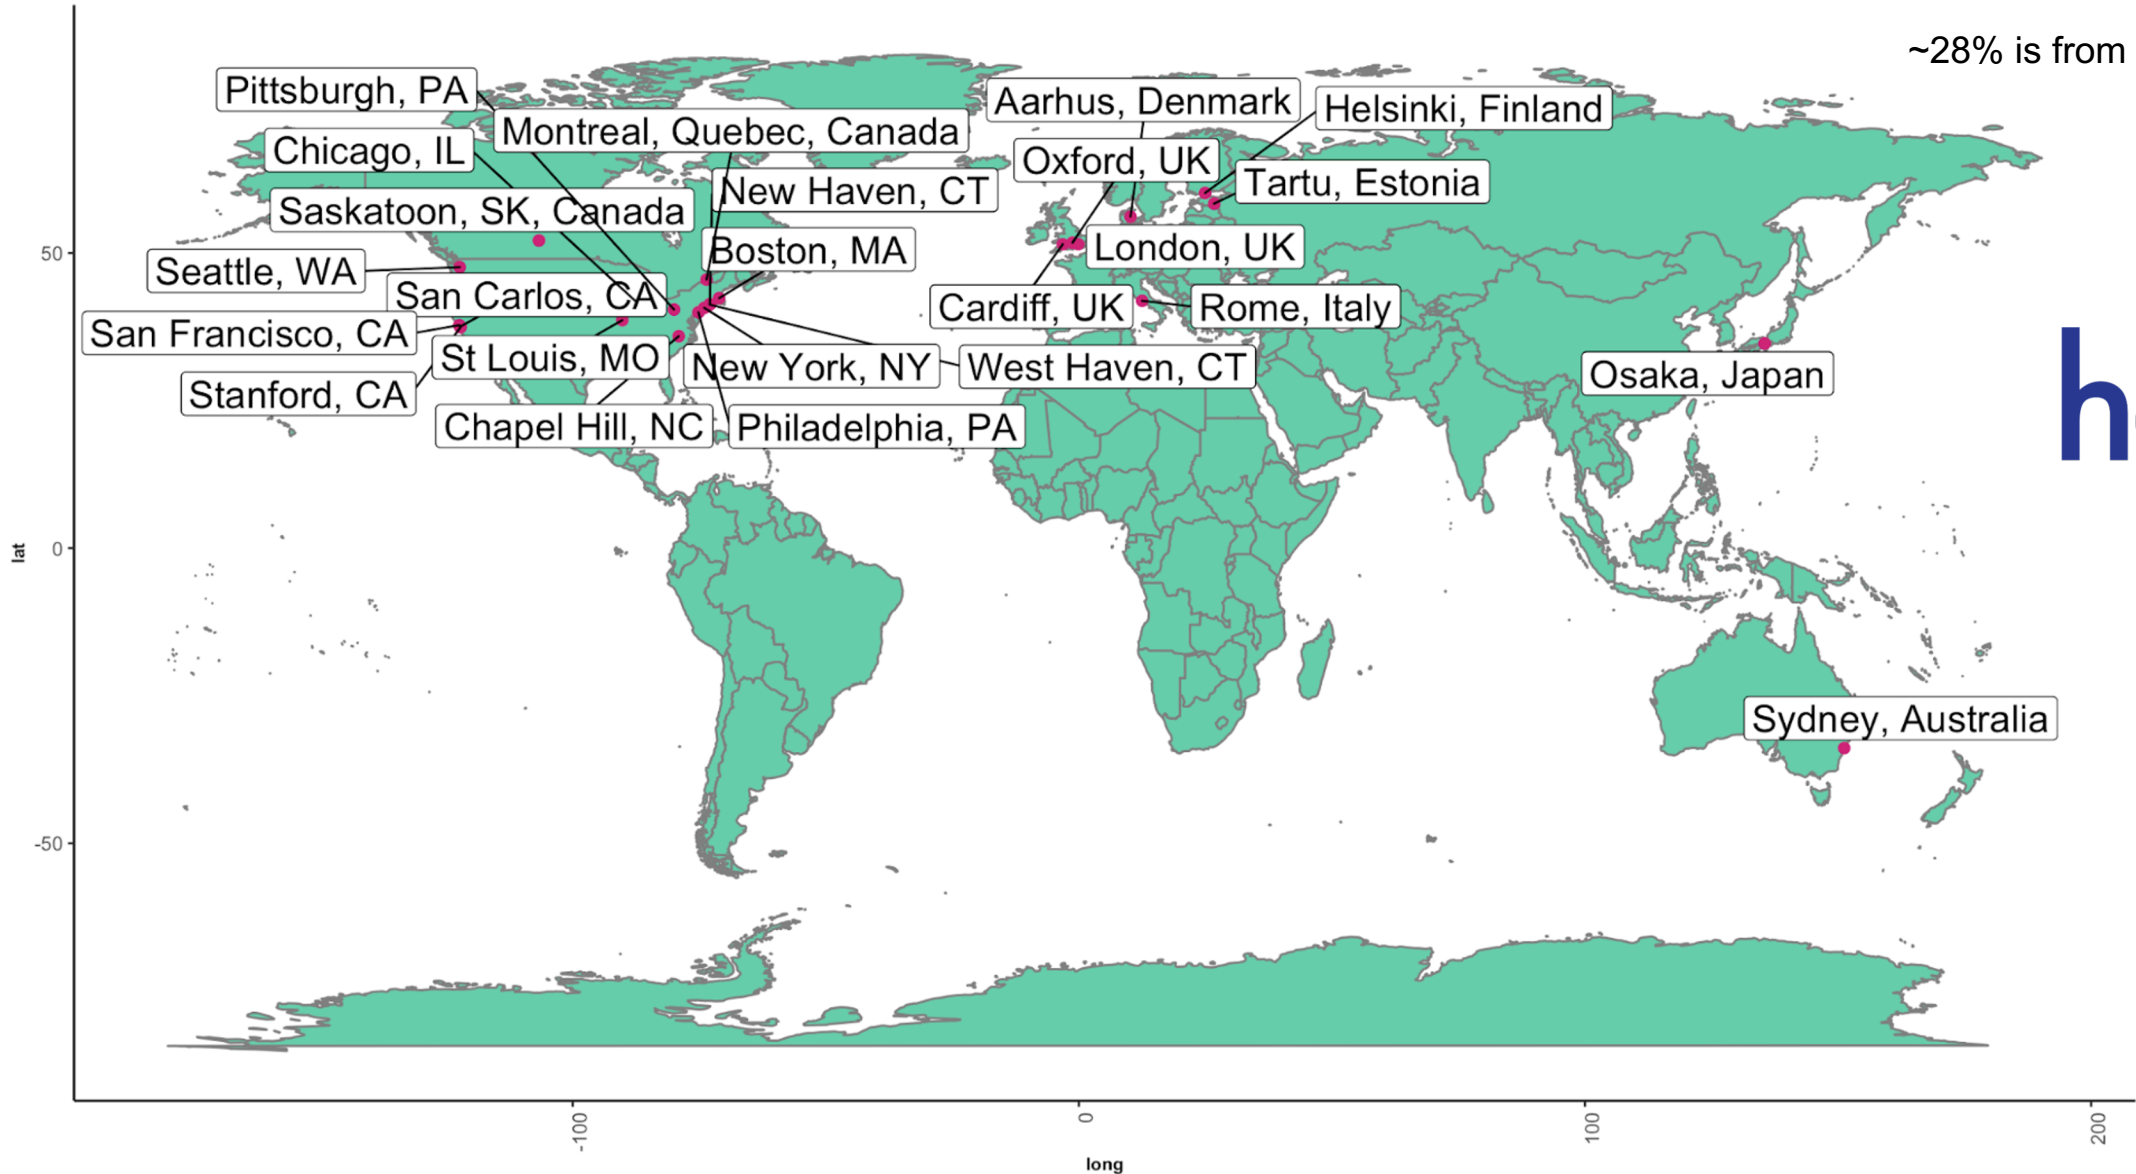 ~28% is from
Pittsburgh, PA
Aarhus, Denmark
Helsinki, Finland
Montreal, Quebec, Canada
Chicago, IL
Oxford, UK
Tartu, Estonia
New Haven, CT
Saskatoon, SK, Canada
Boston, MA
London, UK
50
Seattle, WA
San Carlos, CA
Cardiff, UK
Rome, Italy
San Francisco, CA
St Louis, MO
New York, NY
West Haven, CT
Osaka, Japan
Stanford, CA
Chapel Hill, NC
Philadelphia, PA
0
lat
Sydney, Australia
-50
-100
0
100
200
long